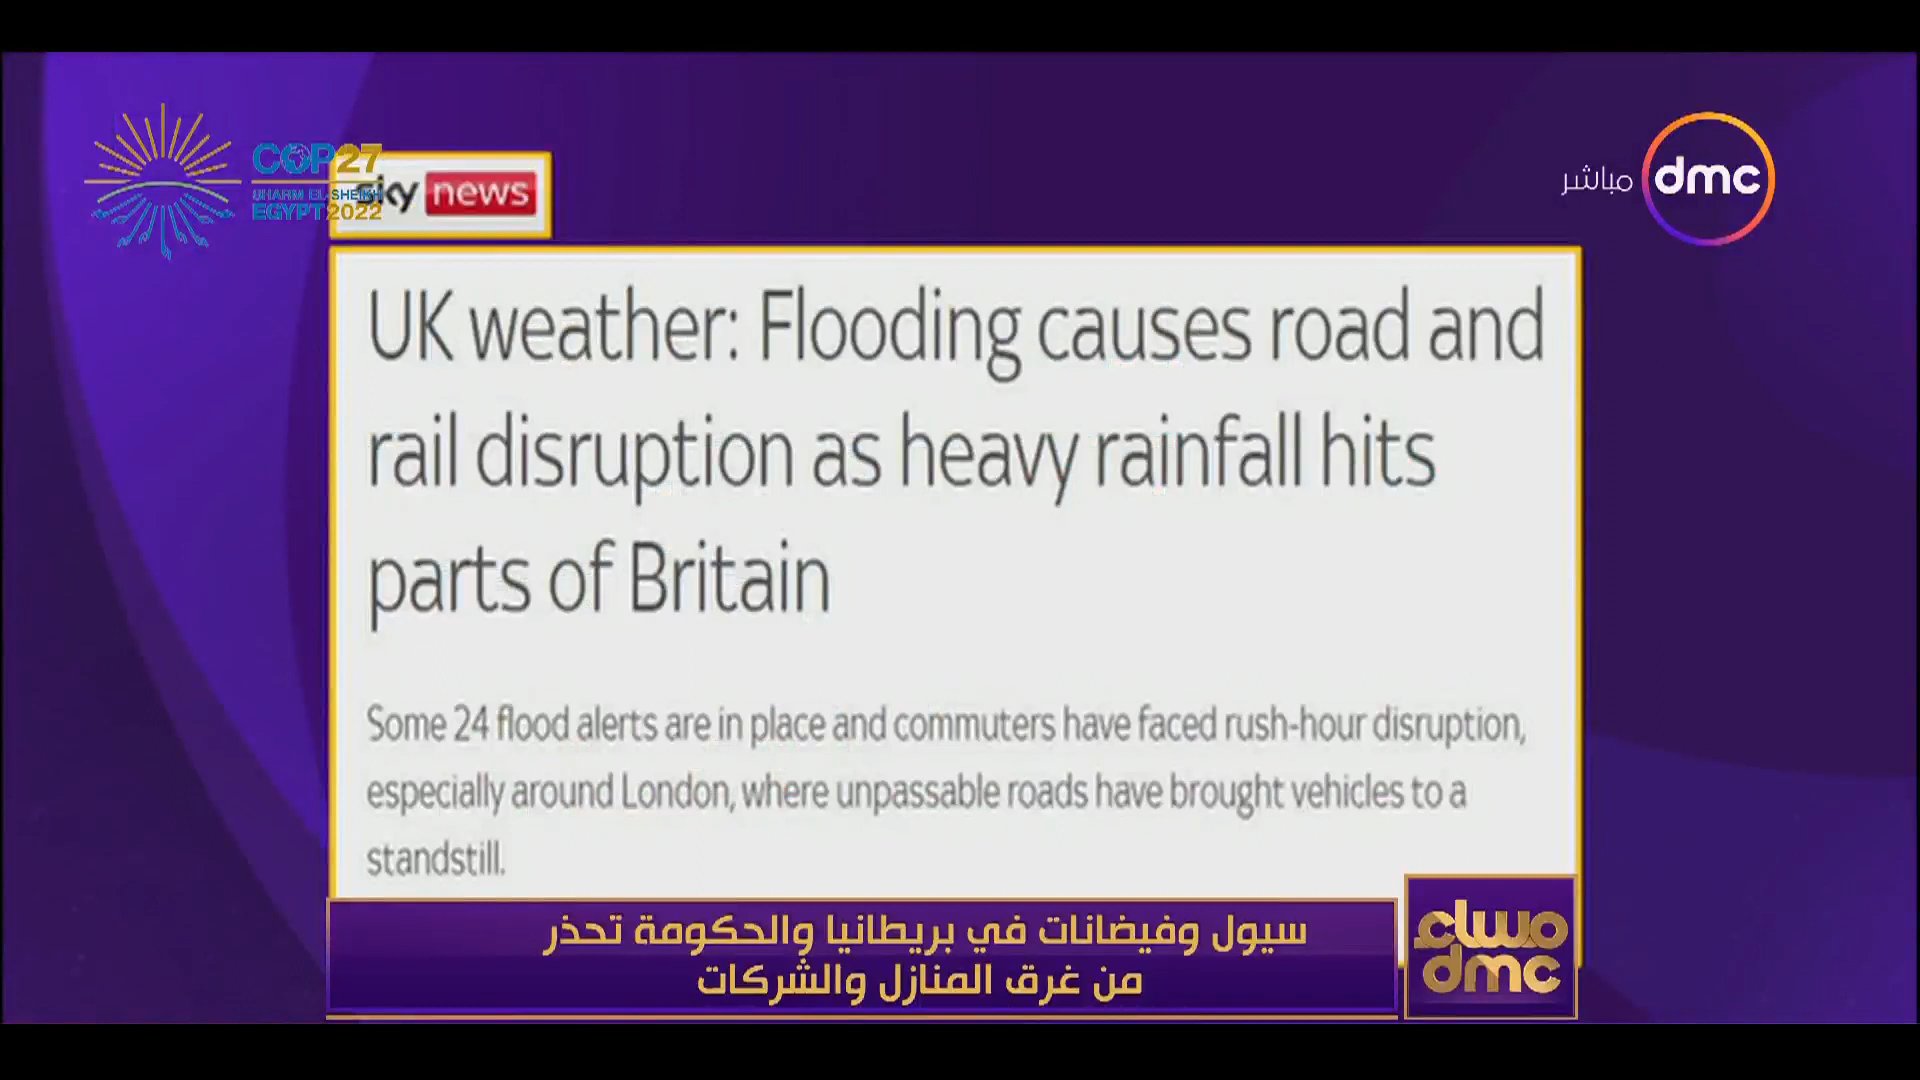 COP27
SHARM EL-SHEIKH
EGYPT 2022
sky news
مباشر
dmc
UK weather: Flooding causes road and
rail disruption as heavy rainfall hits
parts of Britain
Some 24 flood alerts are in place and commuters have faced rush-hour disruption,
especially around London, where unpassable roads have brought vehicles to a
standstill.
سيول وفيضانات في بريطانيا والحكومة تحذر
من غرق المنازل والشركات
مساء
dmc